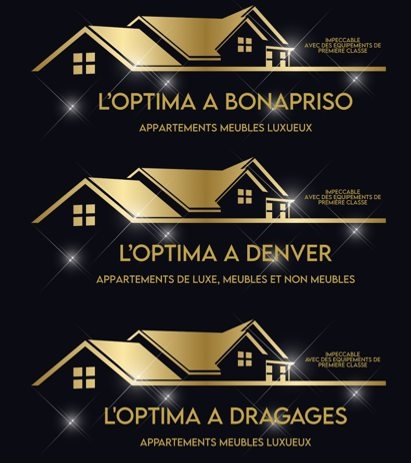 IMPECCABLE
AVEC DES EQUIPEMENTS DE
PREMIERE CLASSE
L'OPTIMA A BONAPRISO
APPARTEMENTS MEUBLES LUXUEUX
IMPECCABLE
AVEC DES EQUIPEMENTS DE
PREMIERE CLASSE
L'OPTIMA A DENVER
APPARTEMENTS DE LUXE, MEUBLES ET NON MEUBLES
IMPECCABLE
AVEC DES EQUIPEMENTS DE
PREMIERE CLASSE
L'OPTIMA A DRAGAGES
APPARTEMENTS MEUBLES LUXUEUX